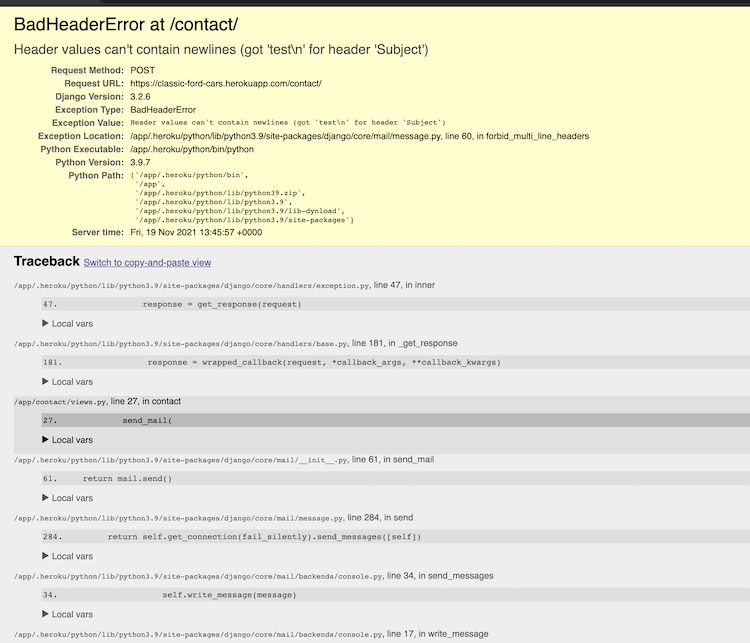 BadHeaderError at /contact/
Header values can't contain newlines (got 'test\n' for header 'Subject')
Request Method: POST
Request URL: https://classic-ford-cars.herokuapp.com/contact/
Django Version: 3.2.6
Exception Type: BadHeaderError
Exception Value: Header values can't contain newlines (got 'test\n' for header 'Subject')
Exception Location: /app/.heroku/python/lib/python3.9/site-packages/django/core/mail/message.py, line 60, in forbid_multi_line_headers
Python Executable: /app/.heroku/python/bin/python
Python Version: 3.9.7
Python Path: ['/app/.heroku/python/bin',
'/app',
'/app/.heroku/python/lib/python39.zip',
'/app/.heroku/python/lib/python3.9',
'/app/.heroku/python/lib/python3.9/lib-dynload',
'/app/.heroku/python/lib/python3.9/site-packages']
Server time: Fri, 19 Nov 2021 13:45:57 +0000
Traceback Switch to copy-and-paste view
/app/.heroku/python/lib/python3.9/site-packages/django/core/handlers/exception.py, line 47, in inner
47. response = get_response(request)
▶ Local vars
/app/.heroku/python/lib/python3.9/site-packages/django/core/handlers/base.py, line 181, in _get_response
181. response = wrapped_callback(request, *callback_args, **callback_kwargs)
▶ Local vars
/app/contact/views.py, line 27, in contact
27. send_mail(
▶ Local vars
/app/.heroku/python/lib/python3.9/site-packages/django/core/mail/__init__.py, line 61, in send_mail
61. return mail.send()
▶ Local vars
/app/.heroku/python/lib/python3.9/site-packages/django/core/mail/message.py, line 284, in send
284. return self.get_connection(fail_silently).send_messages([self])
▶ Local vars
/app/.heroku/python/lib/python3.9/site-packages/django/core/mail/backends/console.py, line 34, in send_messages
34. self.write_message(message)
▶ Local vars
/app/.heroku/python/lib/python3.9/site-packages/django/core/mail/backends/console.py, line 17, in write_message